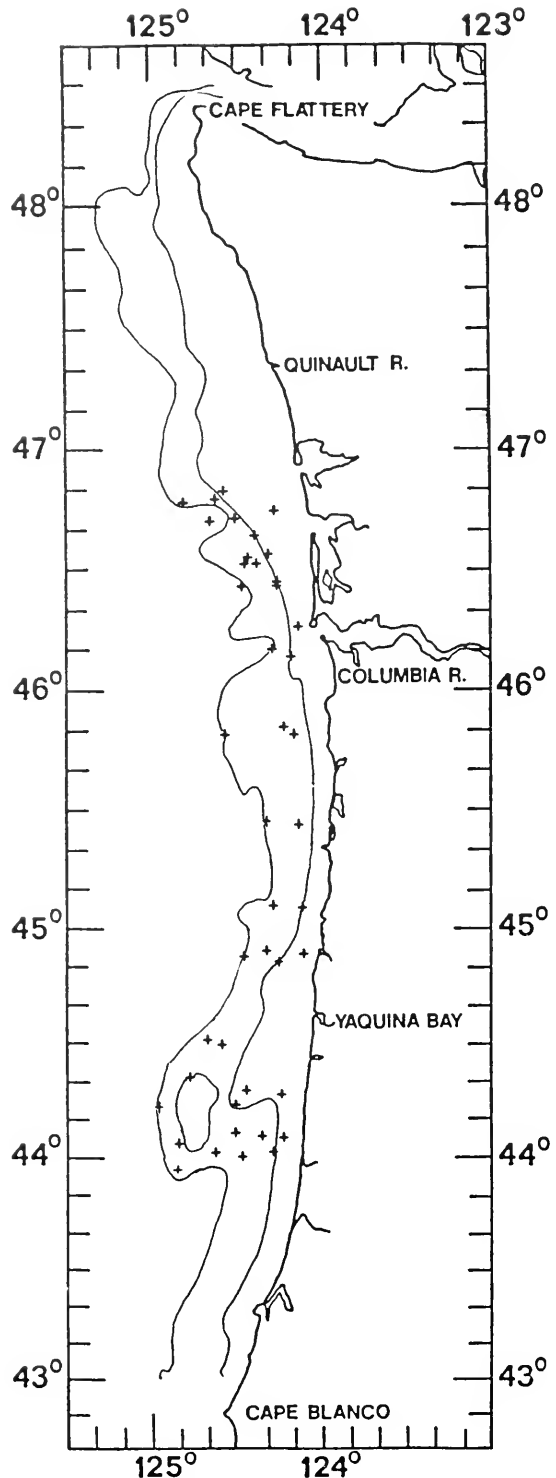 125° 124° 123°
CAPE FLATTERY
48° 48°
QUINAULT R.
47° 47°
46° 46°
COLUMBIA R.
45° 45°
YAQUINA BAY
44° 44°
43° 43°
CAPE BLANCO
125° 124°